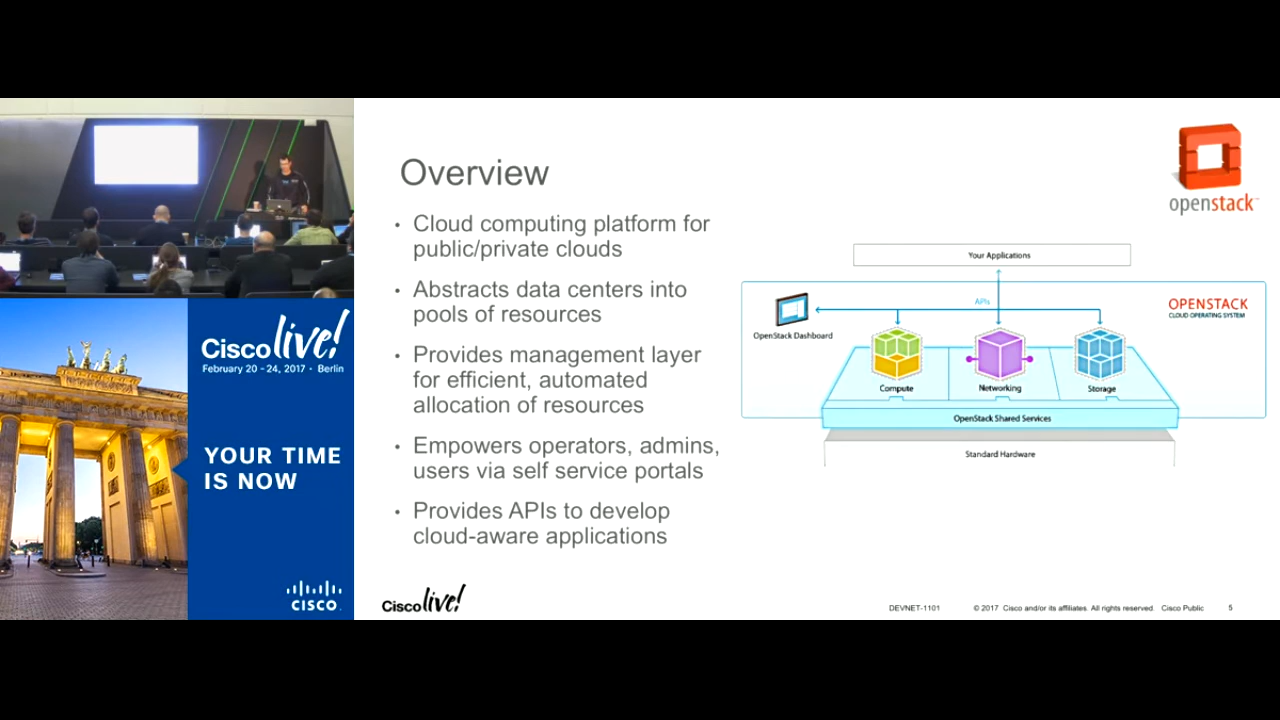 Cisco live!
February 20 - 24, 2017 • Berlin
YOUR TIME
IS NOW
CISCO
Overview
• Cloud computing platform for
public/private clouds
• Abstracts data centers into
pools of resources
• Provides management layer
for efficient, automated
allocation of resources
• Empowers operators, admins,
users via self service portals
• Provides APIs to develop
cloud-aware applications
openstack™
Your Applications
APIs
OPENSTACK
CLOUD OPERATING SYSTEM
OpenStack Dashboard
Compute
Networking
Storage
OpenStack Shared Services
Standard Hardware
Cisco live!
DEVNET-1101 © 2017 Cisco and/or its affiliates. All rights reserved. Cisco Public 5